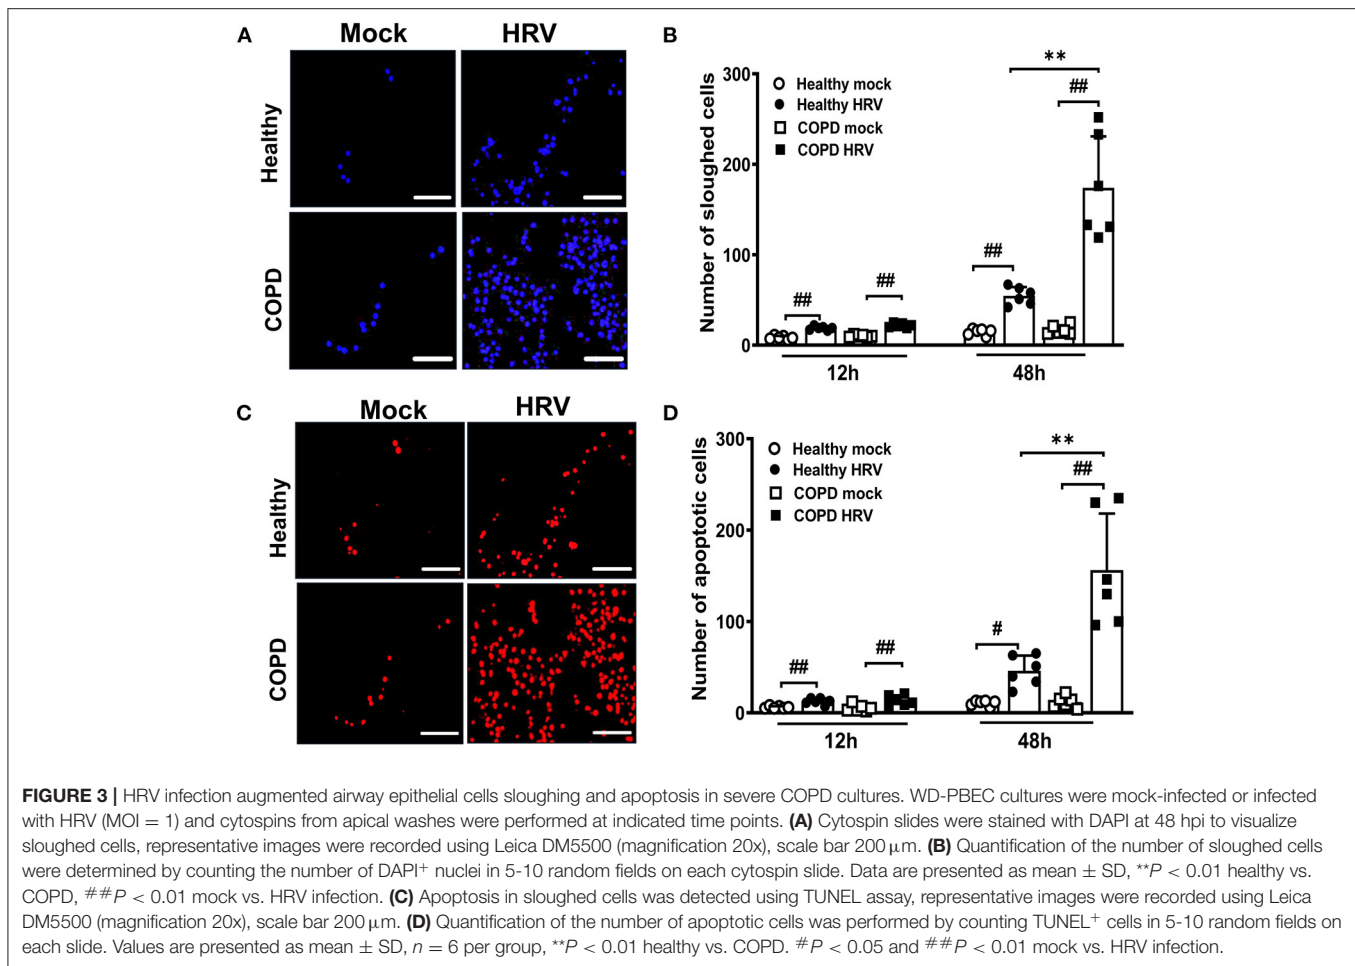 A
Mock
HRV
Healthy
COPD
B
Number of sloughed cells
300
200
100
0
Healthy mock
Healthy HRV
COPD mock
COPD HRV
##
##
##
##
**
12h
48h
C
Mock
HRV
Healthy
COPD
D
Number of apoptotic cells
300
200
100
0
Healthy mock
Healthy HRV
COPD mock
COPD HRV
##
##
#
##
**
12h
48h
FIGURE 3 | HRV infection augmented airway epithelial cells sloughing and apoptosis in severe COPD cultures. WD-PBEC cultures were mock-infected or infected
with HRV (MOI = 1) and cytospins from apical washes were performed at indicated time points. (A) Cytospin slides were stained with DAPI at 48 hpi to visualize
sloughed cells, representative images were recorded using Leica DM5500 (magnification 20x), scale bar 200 μm. (B) Quantification of the number of sloughed cells
were determined by counting the number of DAPI+ nuclei in 5-10 random fields on each cytospin slide. Data are presented as mean ± SD, **P < 0.01 healthy vs.
COPD, ##P < 0.01 mock vs. HRV infection. (C) Apoptosis in sloughed cells was detected using TUNEL assay, representative images were recorded using Leica
DM5500 (magnification 20x), scale bar 200 μm. (D) Quantification of the number of apoptotic cells was performed by counting TUNEL+ cells in 5-10 random fields on
each slide. Values are presented as mean ± SD, n = 6 per group, **P < 0.01 healthy vs. COPD. #P < 0.05 and ##P < 0.01 mock vs. HRV infection.